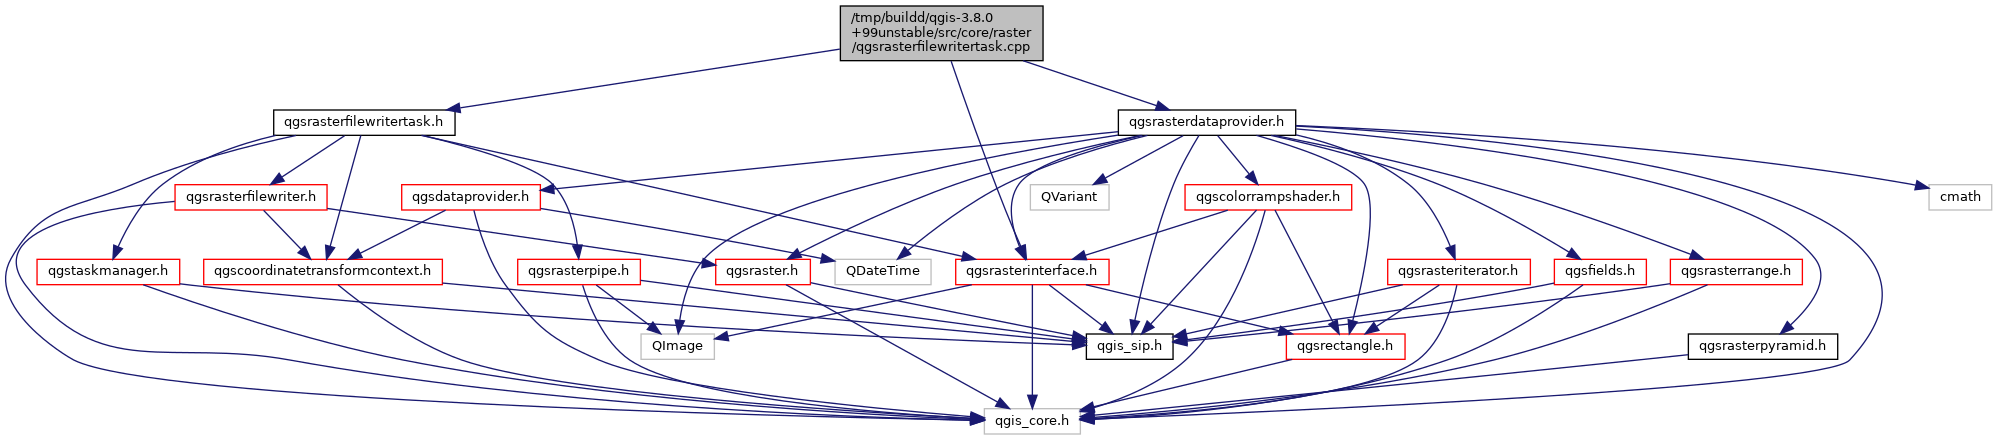 /tmp/buildd/qgis-3.8.0
+99unstable/src/core/raster
/qgsrasterfilewritertask.cpp
qgsrasterfilewritertask.h
qgsrasterdataprovider.h
qgsrasterfilewriter.h
qgsdataprovider.h
QVariant
qgscolorrampshader.h
cmath
qgstaskmanager.h
qgscoordinatetransformcontext.h
qgsrasterpipe.h
qgsraster.h
QDateTime
qgsrasterinterface.h
qgsrasteriterator.h
qgsfields.h
qgsrasterrange.h
QImage
qgis_sip.h
qgsrectangle.h
qgsrasterpyramid.h
qgis_core.h